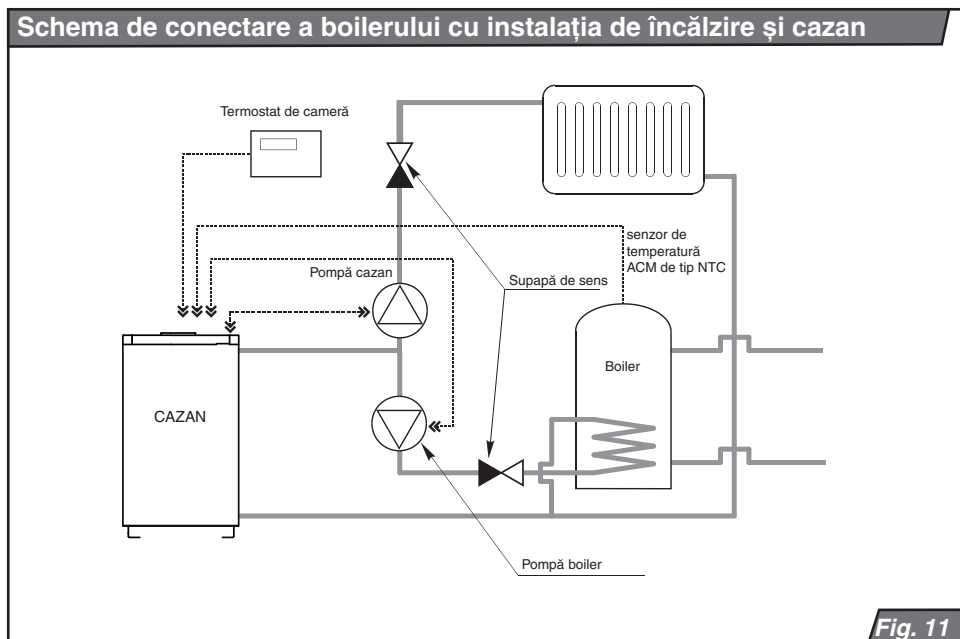 Schema de conectare a boilerului cu instalația de încălzire și cazan
Termostat de cameră
senzor de
temperatură
ACM de tip NTC
Pompă cazan
Supapă de sens
Boiler
CAZAN
Pompă boiler
Fig. 11